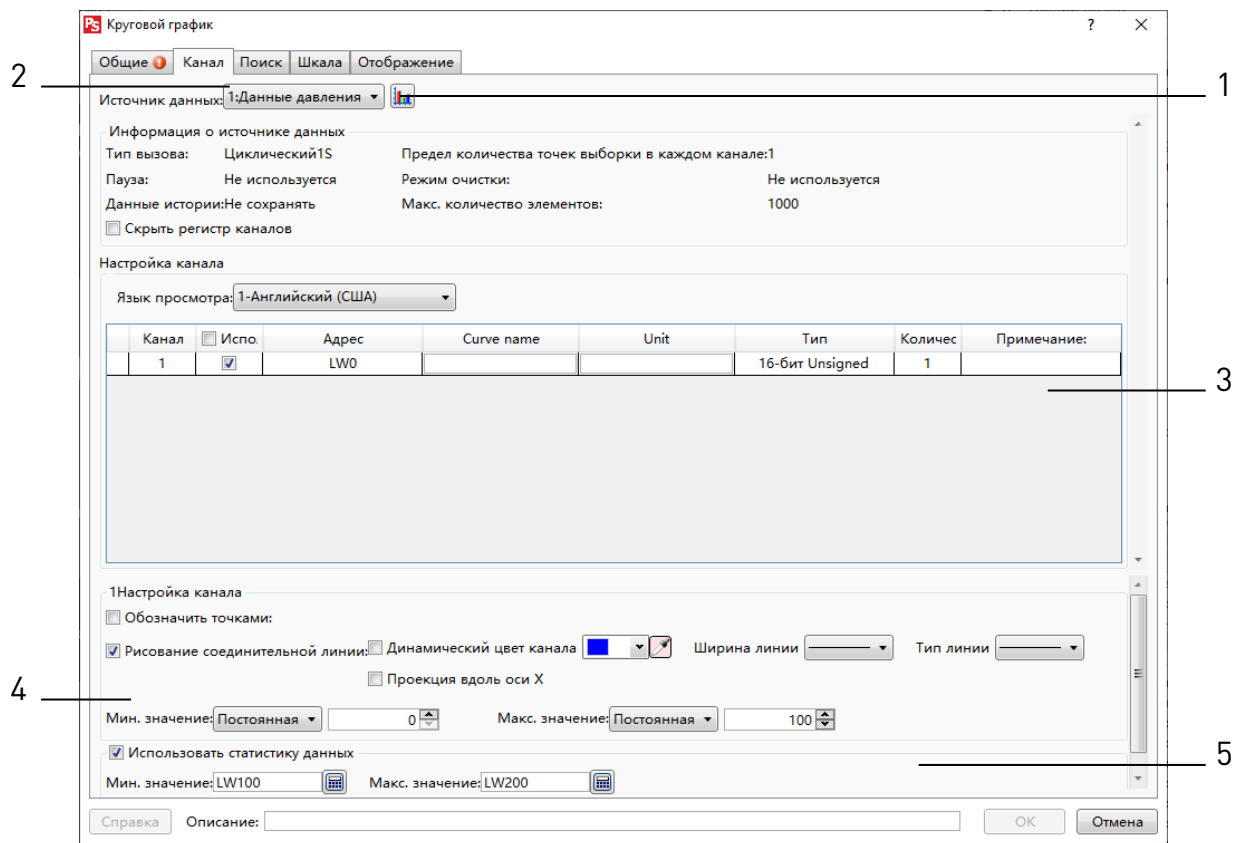 PS Круговой график ? 
Общие Канал Поиск Шкала Отображение
2
1
Источник данных: 1:Данные давления
Информация о источнике данных
Тип вызова: Циклический1S Предел количества точек выборки в каждом канале:1
Пауза: Не используется Режим очистки: Не используется
Данные истории:Не сохранять Макс. количество элементов: 1000
Скрыть регистр каналов
Настройка канала
Язык просмотра: 1-Английский (США)
Канал Испо. Адрес Curve name Unit Тип Количес Примечание:
1 LW0 16-бит Unsigned 1
3
1Настройка канала
Обозначить точками:
Рисование соединительной линии: Динамический цвет канала Ширина линии Тип линии
Проекция вдоль оси X
4
Мин. значение: Постоянная 0 Макс. значение: Постоянная 100
Использовать статистику данных
5
Мин. значение: LW100 Макс. значение: LW200
Справка Описание: OK Отмена